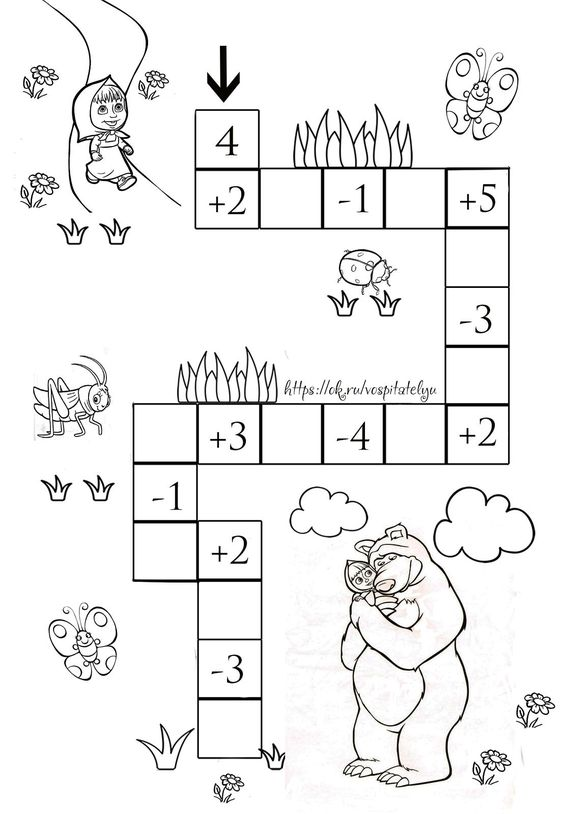 4
+2 -1 +5
-3
https://ok.ru/vospitatelyu
+3 -4 +2
-1
+2
-3